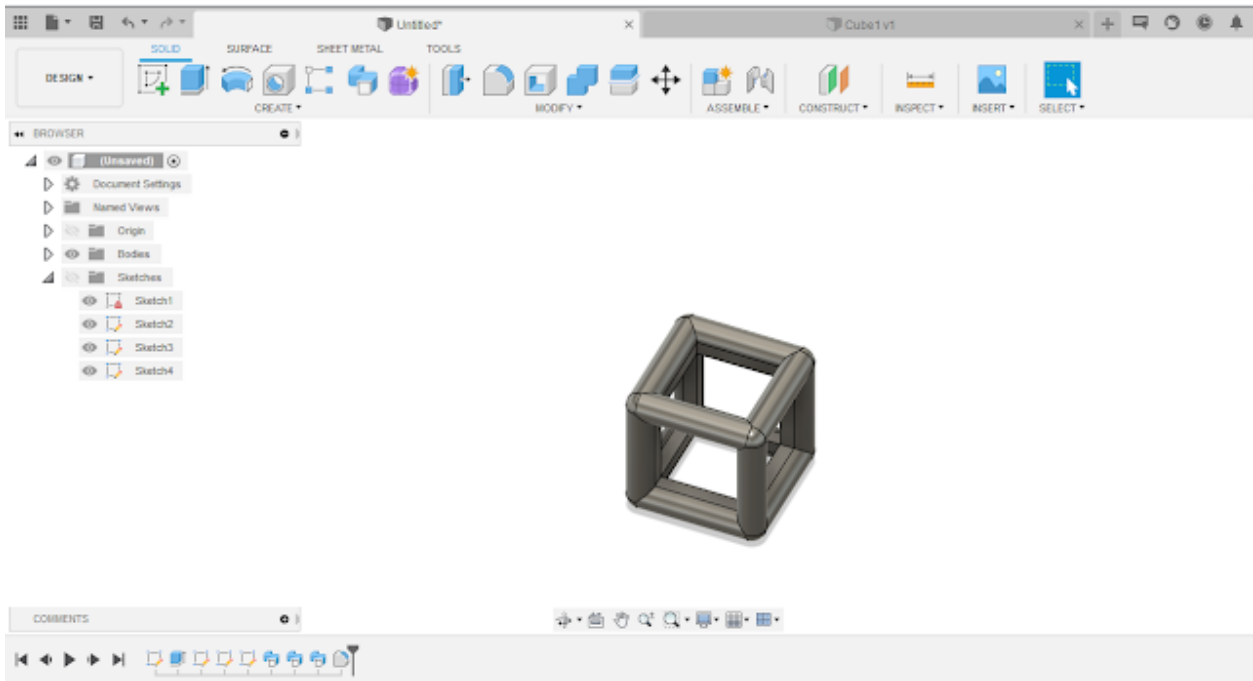 Untitled*
Cube1 v1
SOLID SURFACE SHEET METAL TOOLS
DESIGN
CREATE MODIFY ASSEMBLE CONSTRUCT INSPECT INSERT SELECT
BROWSER
(Unsaved)
Document Settings
Named Views
Origin
Bodies
Sketches
Sketch1
Sketch2
Sketch3
Sketch4
COMMENTS